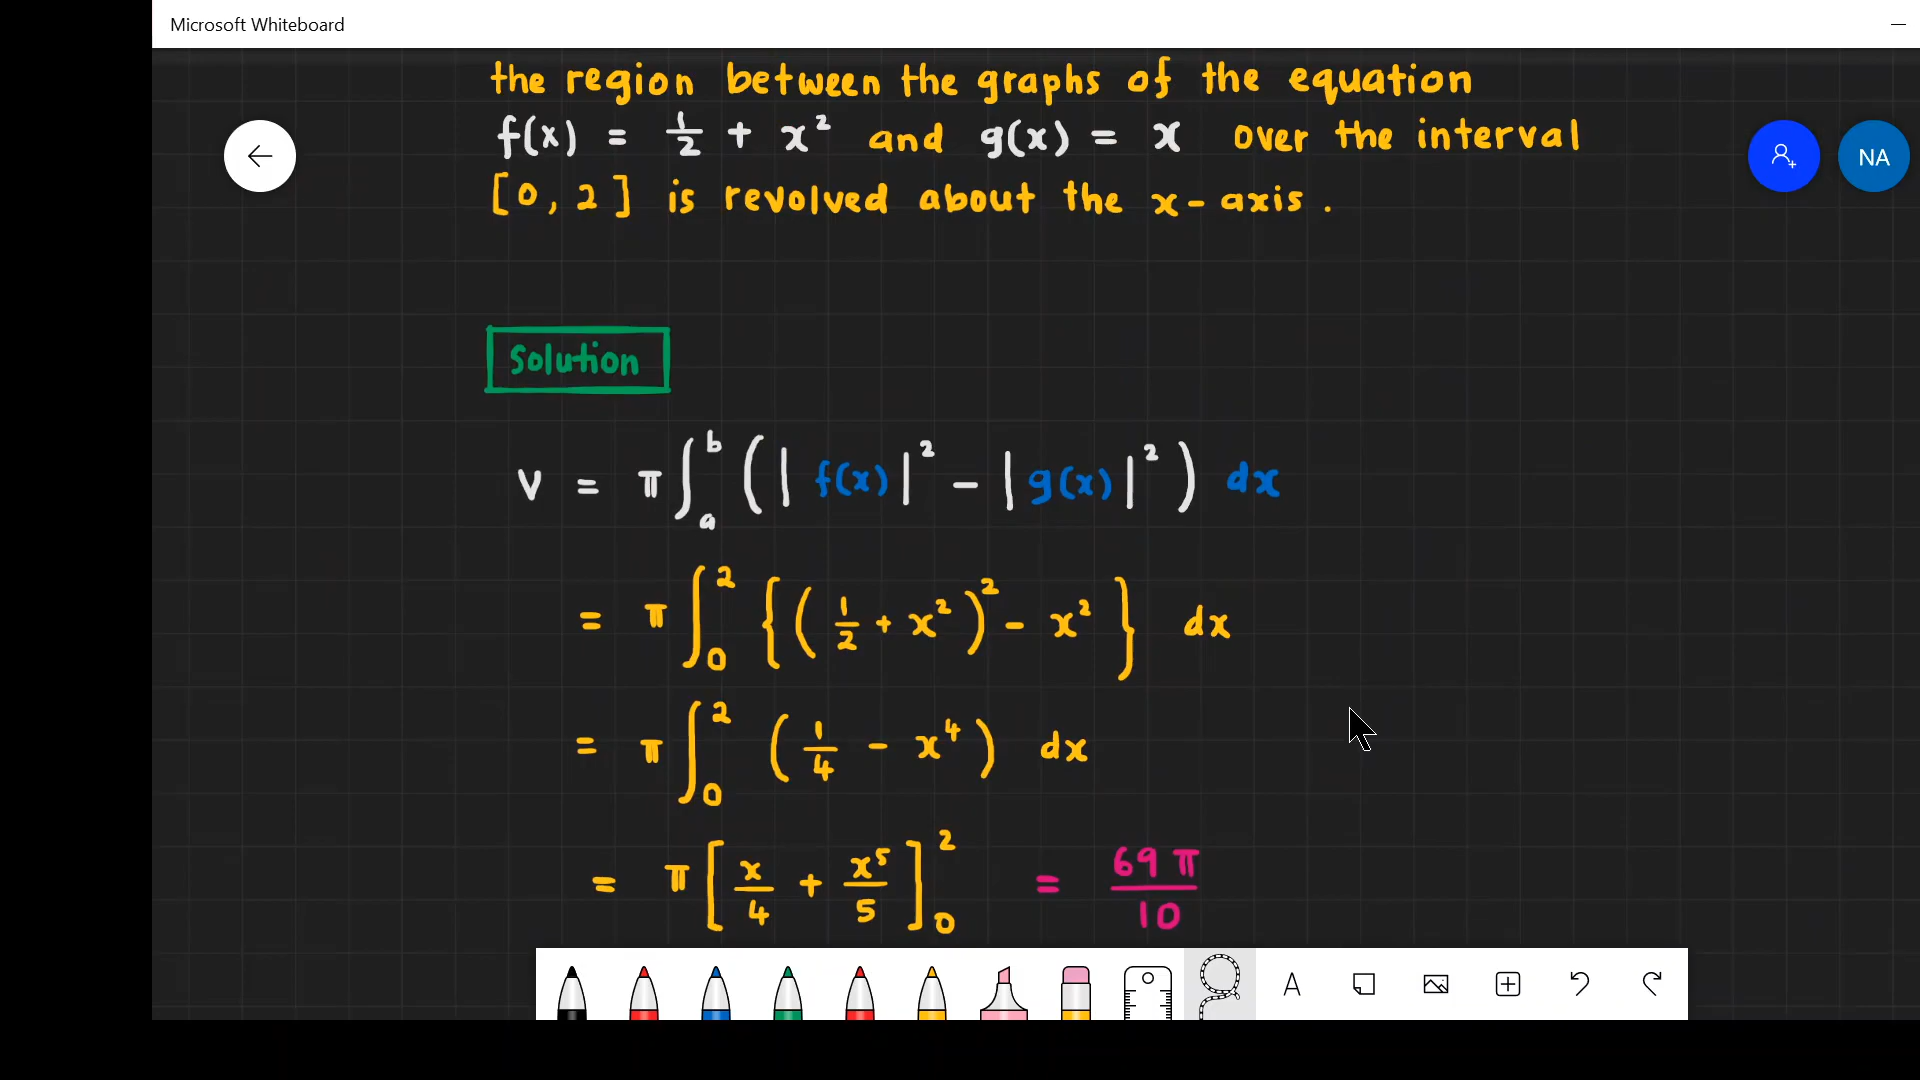 Microsoft Whiteboard
the region between the graphs of the equation
f(x) = 1/2 + x² and g(x) = x over the interval
[0, 2] is revolved about the x-axis.
NA
Solution
V = π∫ₐᵇ (|f(x)|² - |g(x)|²) dx
= π∫₀² {(1/2 + x²)² - x²} dx
= π∫₀² (1/4 - x⁴) dx
= π[x/4 + x⁵/5]₀² = 69π/10
A